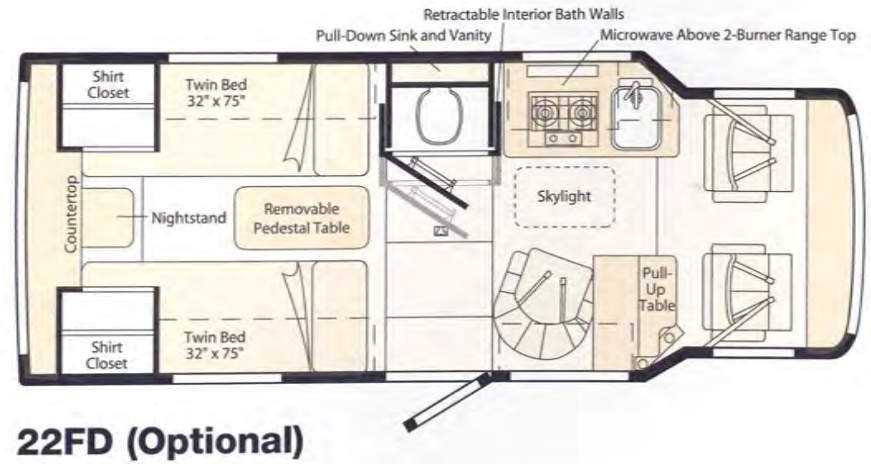 Retractable Interior Bath Walls
Pull-Down Sink and Vanity
Microwave Above 2-Burner Range Top
Shirt
Closet
Twin Bed
32" x 75"
Skylight
Countertop
Nightstand
Removable
Pedestal Table
Pull-
Up
Table
Shirt
Closet
Twin Bed
32" x 75"
22FD (Optional)